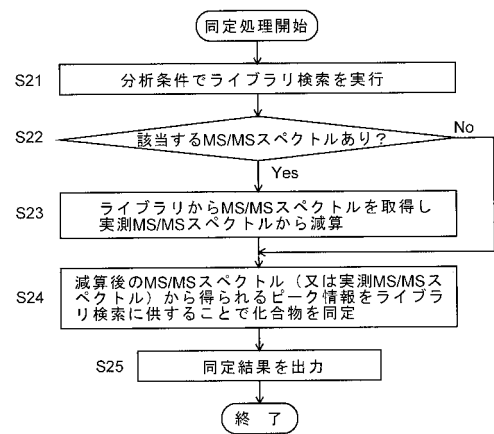 同定処理開始
S21
分析条件でライブラリ検索を実行
S22
該当するMS/MSスペクトルあり？
No
Yes
S23
ライブラリからMS/MSスペクトルを取得し
実測MS/MSスペクトルから減算
S24
減算後のMS/MSスペクトル（又は実測MS/MS
スペクトル）から得られるピーク情報をライブラ
リ検索に供することで化合物を同定
S25
同定結果を出力
終 了